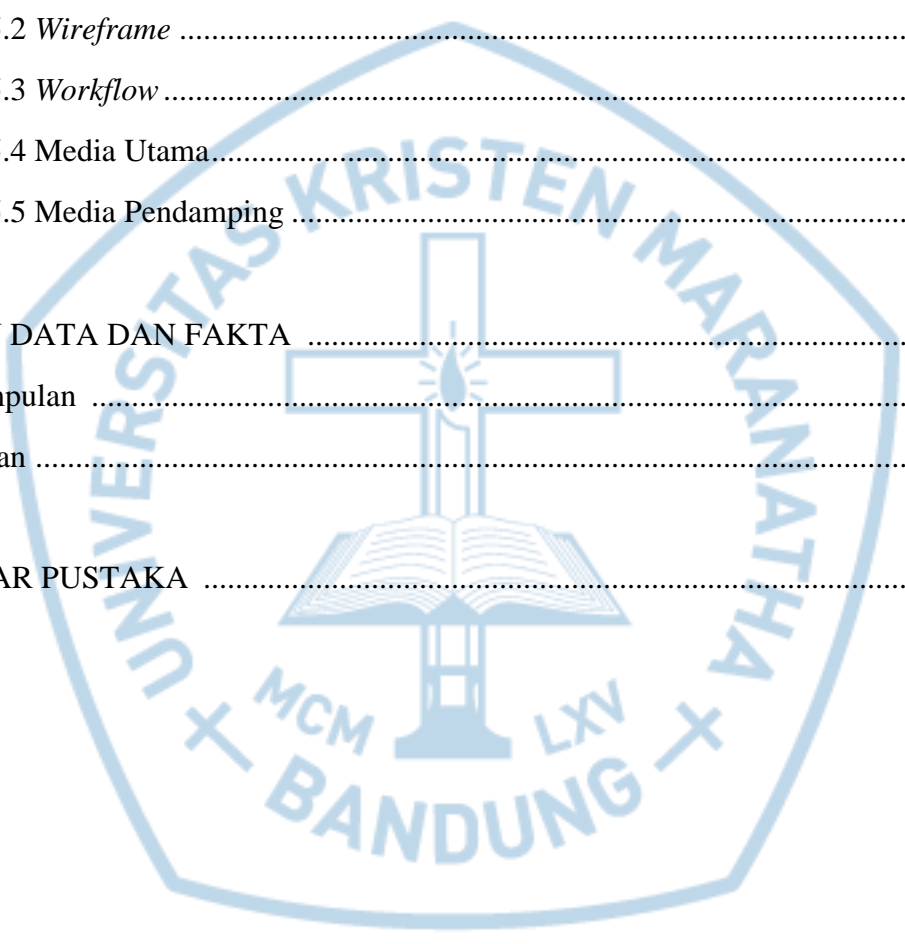 .2 Wireframe ..........................................................................................
.3 Workflow ............................................................................................
.4 Media Utama.......................................................................................
.5 Media Pendamping ............................................................................
DATA DAN FAKTA ..........................................................................
pulan .....................................................................................................
an ............................................................................................................
AR PUSTAKA .......................................................................................
UNIVERSITAS KRISTEN MARANATHA
MCM LXV
BANDUNG